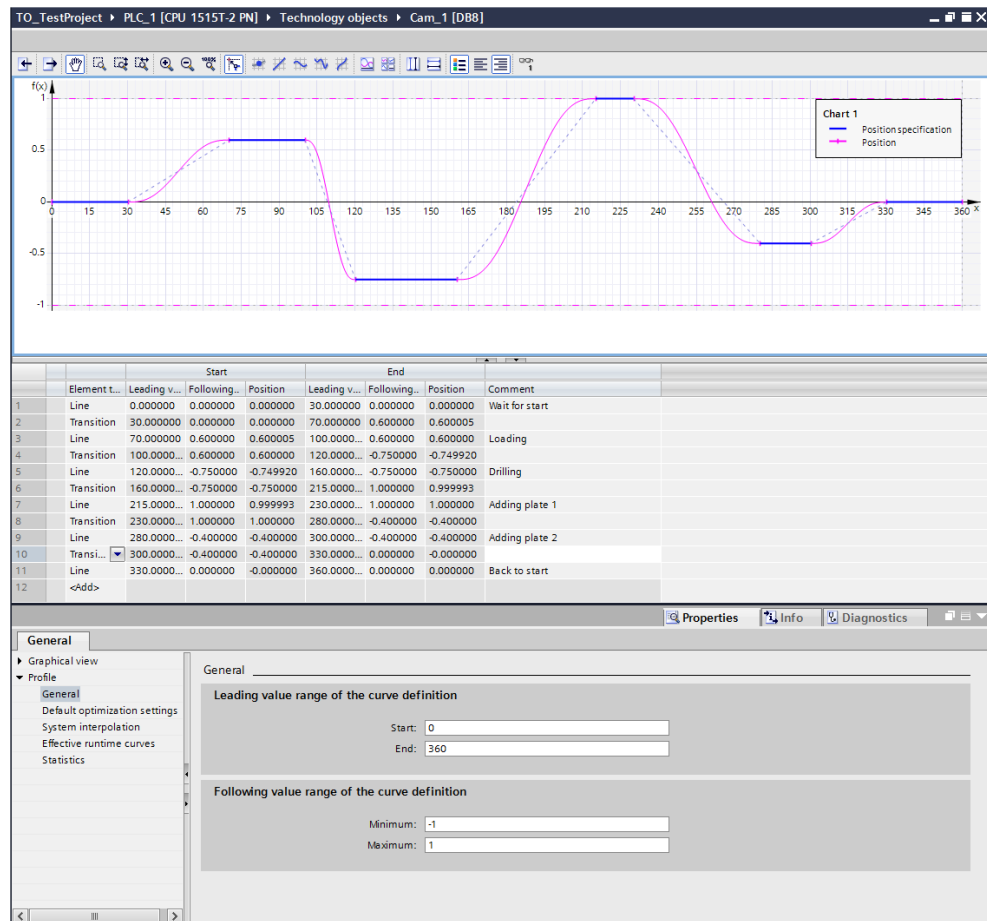 TO_TestProject ▸ PLC_1 [CPU 1515T-2 PN] ▸ Technology objects ▸ Cam_1 [DB8]
100%
1
f(x)
1
0.5
0
-0.5
-1
0 15 30 45 60 75 90 105 120 135 150 165 180 195 210 225 240 255 270 285 300 315 330 345 360 x
Chart 1
Position specification
Position
Start End
Element t... Leading v... Following.. Position Leading v... Following.. Position Comment
1 Line 0.000000 0.000000 0.000000 30.000000 0.000000 0.000000 Wait for start
2 Transition 30.000000 0.000000 0.000000 70.000000 0.600000 0.600005
3 Line 70.000000 0.600000 0.600005 100.0000... 0.600000 0.600000 Loading
4 Transition 100.0000... 0.600000 0.600000 120.0000... -0.750000 -0.749920
5 Line 120.0000... -0.750000 -0.749920 160.0000... -0.750000 -0.750000 Drilling
6 Transition 160.0000... -0.750000 -0.750000 215.0000... 1.000000 0.999993
7 Line 215.0000... 1.000000 0.999993 230.0000... 1.000000 1.000000 Adding plate 1
8 Transition 230.0000... 1.000000 1.000000 280.0000... -0.400000 -0.400000
9 Line 280.0000... -0.400000 -0.400000 300.0000... -0.400000 -0.400000 Adding plate 2
10 Transi... 300.0000... -0.400000 -0.400000 330.0000... 0.000000 -0.000000
11 Line 330.0000... 0.000000 -0.000000 360.0000... 0.000000 0.000000 Back to start
12 <Add>
Properties Info Diagnostics
General
Graphical view
Profile
General
Default optimization settings
System interpolation
Effective runtime curves
Statistics
General
Leading value range of the curve definition
Start: 0
End: 360
Following value range of the curve definition
Minimum: -1
Maximum: 1